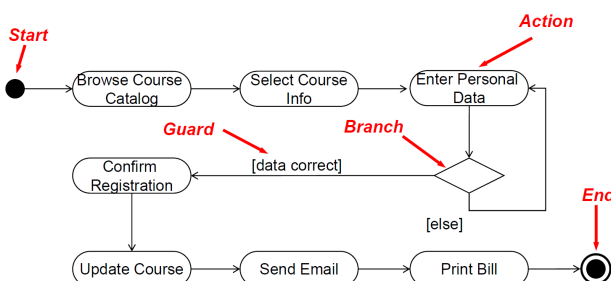 Start
Action
Browse Course
Catalog
Select Course
Info
Enter Personal
Data
Guard
Branch
Confirm
Registration
[data correct]
[else]
End
Update Course
Send Email
Print Bill